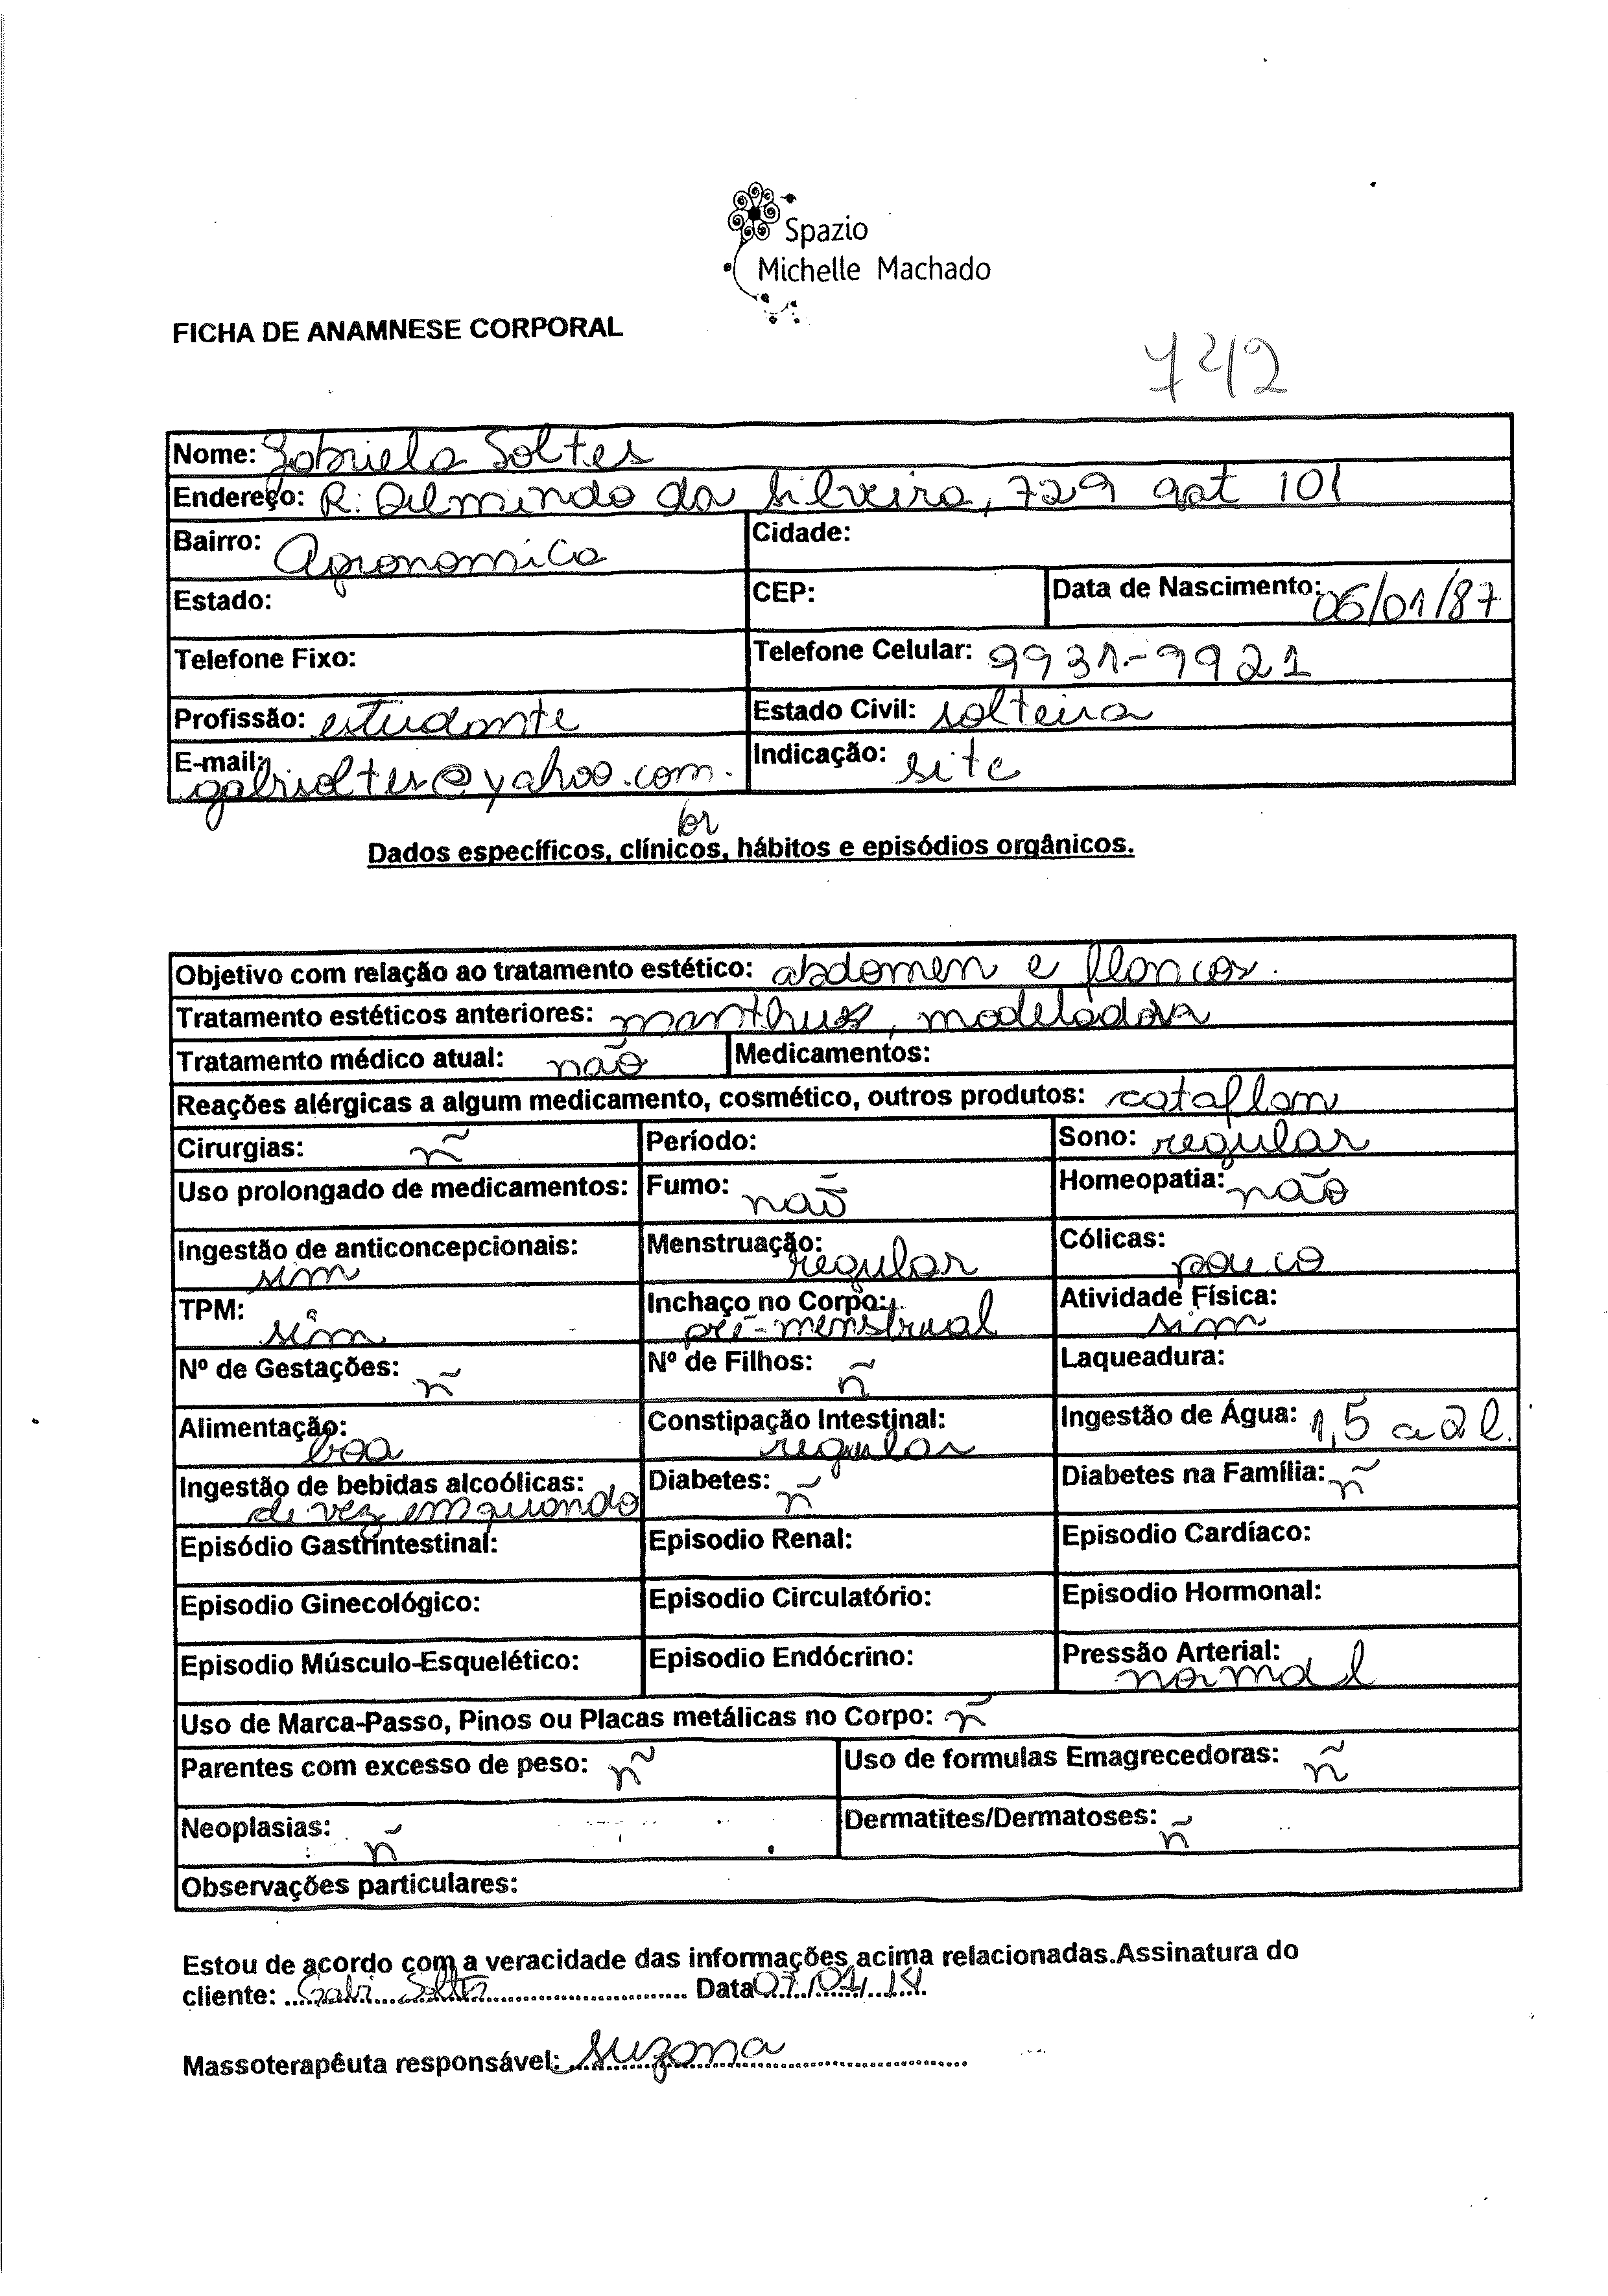 Spazio
Michelle Machado
FICHA DE ANAMNESE CORPORAL
742
Nome: Gabriela Soltes
Endereço: R: Delmindo da Silveira, 729 apt 101
Bairro: Agronomica Cidade:
Estado: CEP: Data de Nascimento: 06/01/87
Telefone Fixo: Telefone Celular: 9931-9921
Profissão: estudante Estado Civil: solteira
E-mail: gabrisoltes@yahoo.com. Indicação: site
br
Dados específicos, clínicos, hábitos e episódios orgânicos.
Objetivo com relação ao tratamento estético: abdomen e flancos.
Tratamento estéticos anteriores: manthus, modeladora
Tratamento médico atual: não Medicamentos:
Reações alérgicas a algum medicamento, cosmético, outros produtos: cataflam
Cirurgias: ñ Período: Sono: regular
Uso prolongado de medicamentos: Fumo: não Homeopatia: não
Ingestão de anticoncepcionais: sim Menstruação: regular Cólicas: pouco
TPM: sim Inchaço no Corpo: pré-menstrual Atividade Física: sim
Nº de Gestações: ñ Nº de Filhos: ñ Laqueadura:
Alimentação: boa Constipação Intestinal: regular Ingestão de Água: 1,5 a 2 l.
Ingestão de bebidas alcoólicas: de vez em quando Diabetes: ñ Diabetes na Família: ñ
Episódio Gastrintestinal: Episodio Renal: Episodio Cardíaco:
Episodio Ginecológico: Episodio Circulatório: Episodio Hormonal:
Episodio Músculo-Esquelético: Episodio Endócrino: Pressão Arterial: normal
Uso de Marca-Passo, Pinos ou Placas metálicas no Corpo: ñ
Parentes com excesso de peso: ñ Uso de formulas Emagrecedoras: ñ
Neoplasias: ñ Dermatites/Dermatoses: ñ
Observações particulares:
Estou de acordo com a veracidade das informações acima relacionadas.Assinatura do
cliente: Gabi Soltes Data 07/01/14.
Massoterapêuta responsável: Suzana